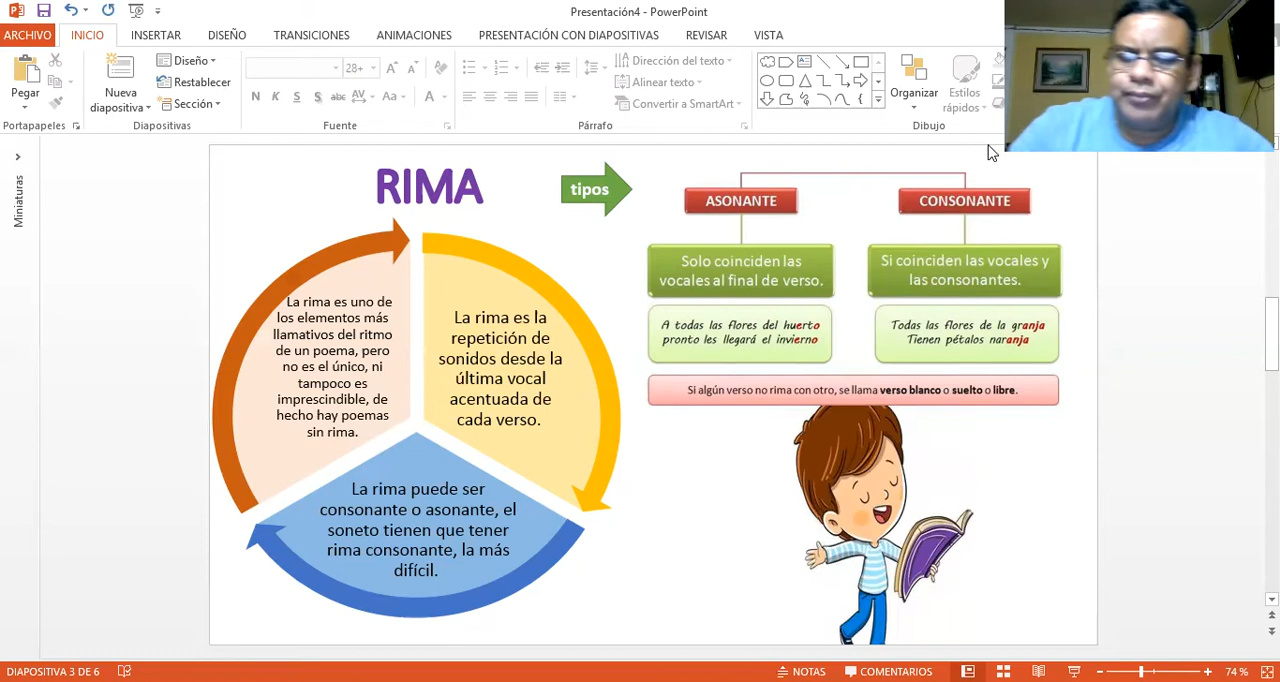 Presentación4 - PowerPoint
ARCHIVO INICIO INSERTAR DISEÑO TRANSICIONES ANIMACIONES PRESENTACIÓN CON DIAPOSITIVAS REVISAR VISTA
Pegar
Nueva
diapositiva
Diseño
Restablecer
Sección
28+
N K S S abc AV Aa A
Dirección del texto
Alinear texto
Convertir a SmartArt
Organizar
Estilos
rápidos
Portapapeles Diapositivas Fuente Párrafo Dibujo
Miniaturas
RIMA
tipos
La rima es uno de
los elementos más
llamativos del ritmo
de un poema, pero
no es el único, ni
tampoco es
imprescindible, de
hecho hay poemas
sin rima.
La rima es la
repetición de
sonidos desde la
última vocal
acentuada de
cada verso.
La rima puede ser
consonante o asonante, el
soneto tienen que tener
rima consonante, la más
difícil.
ASONANTE
Solo coinciden las
vocales al final de verso.
A todas las flores del huerto
pronto les llegará el invierno
CONSONANTE
Si coinciden las vocales y
las consonantes.
Todas las flores de la granja
Tienen pétalos naranja
Si algún verso no rima con otro, se llama verso blanco o suelto o libre.
DIAPOSITIVA 3 DE 6
NOTAS COMENTARIOS 74 %